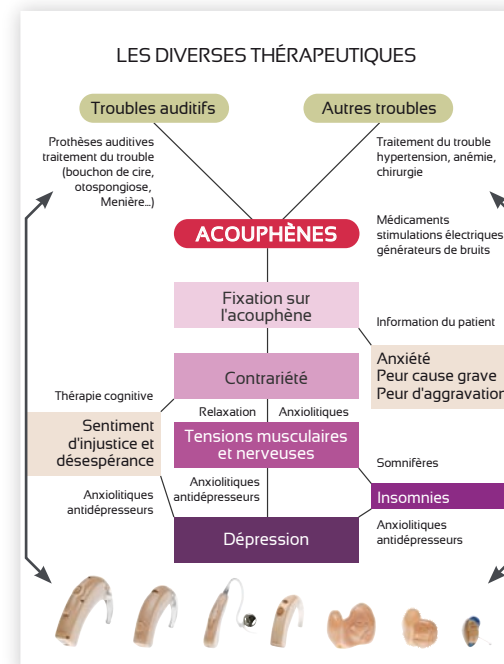 LES DIVERSES THÉRAPEUTIQUES
Troubles auditifs
Autres troubles
Prothèses auditives
traitement du trouble
(bouchon de cire,
otospongiose,
Menière...)
Traitement du trouble
hypertension, anémie,
chirurgie
ACOUPHÈNES
Médicaments
stimulations électriques
générateurs de bruits
Fixation sur
l'acouphène
Information du patient
Anxiété
Peur cause grave
Peur d'aggravation
Contrariété
Thérapie cognitive
Relaxation
Anxiolitiques
Sentiment
d'injustice et
désespérance
Tensions musculaires
et nerveuses
Somnifères
Anxiolitiques
antidépresseurs
Anxiolitiques
antidépresseurs
Insomnies
Anxiolitiques
antidépresseurs
Dépression